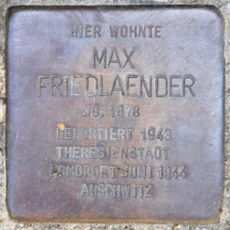 HIER WOHNTE
MAX
FRIEDLAENDER
JG. 1878
DEPORTIERT 1943
THERESIENSTADT
ERMORDET JUNI 1944
AUSCHWITZ